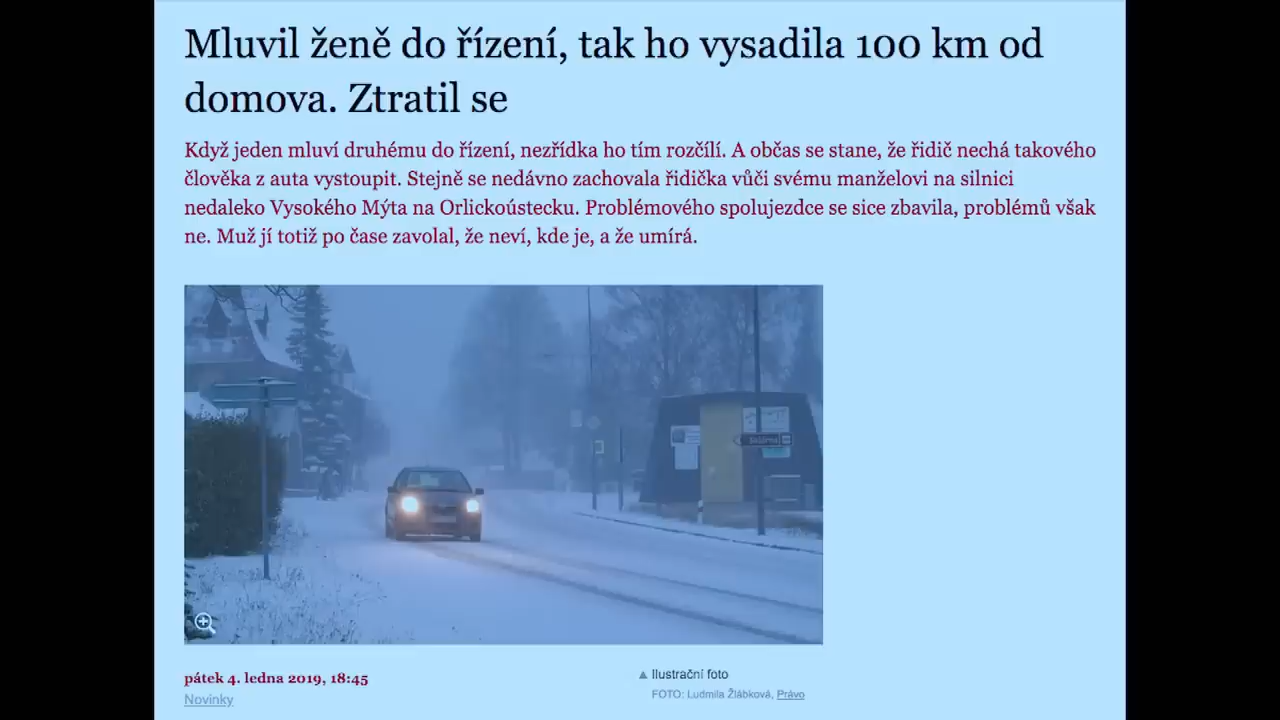 Mluvil ženě do řízení, tak ho vysadila 100 km od
domova. Ztratil se
Když jeden mluví druhému do řízení, nezřídka ho tím rozčílí. A občas se stane, že řidič nechá takového
člověka z auta vystoupit. Stejně se nedávno zachovala řidička vůči svému manželovi na silnici
nedaleko Vysokého Mýta na Orlickoústecku. Problémového spolujezdce se sice zbavila, problémů však
ne. Muž jí totiž po čase zavolal, že neví, kde je, a že umírá.
pátek 4. ledna 2019, 18:45
Novinky
▲ Ilustrační foto
FOTO: Ludmila Žlábková, Právo